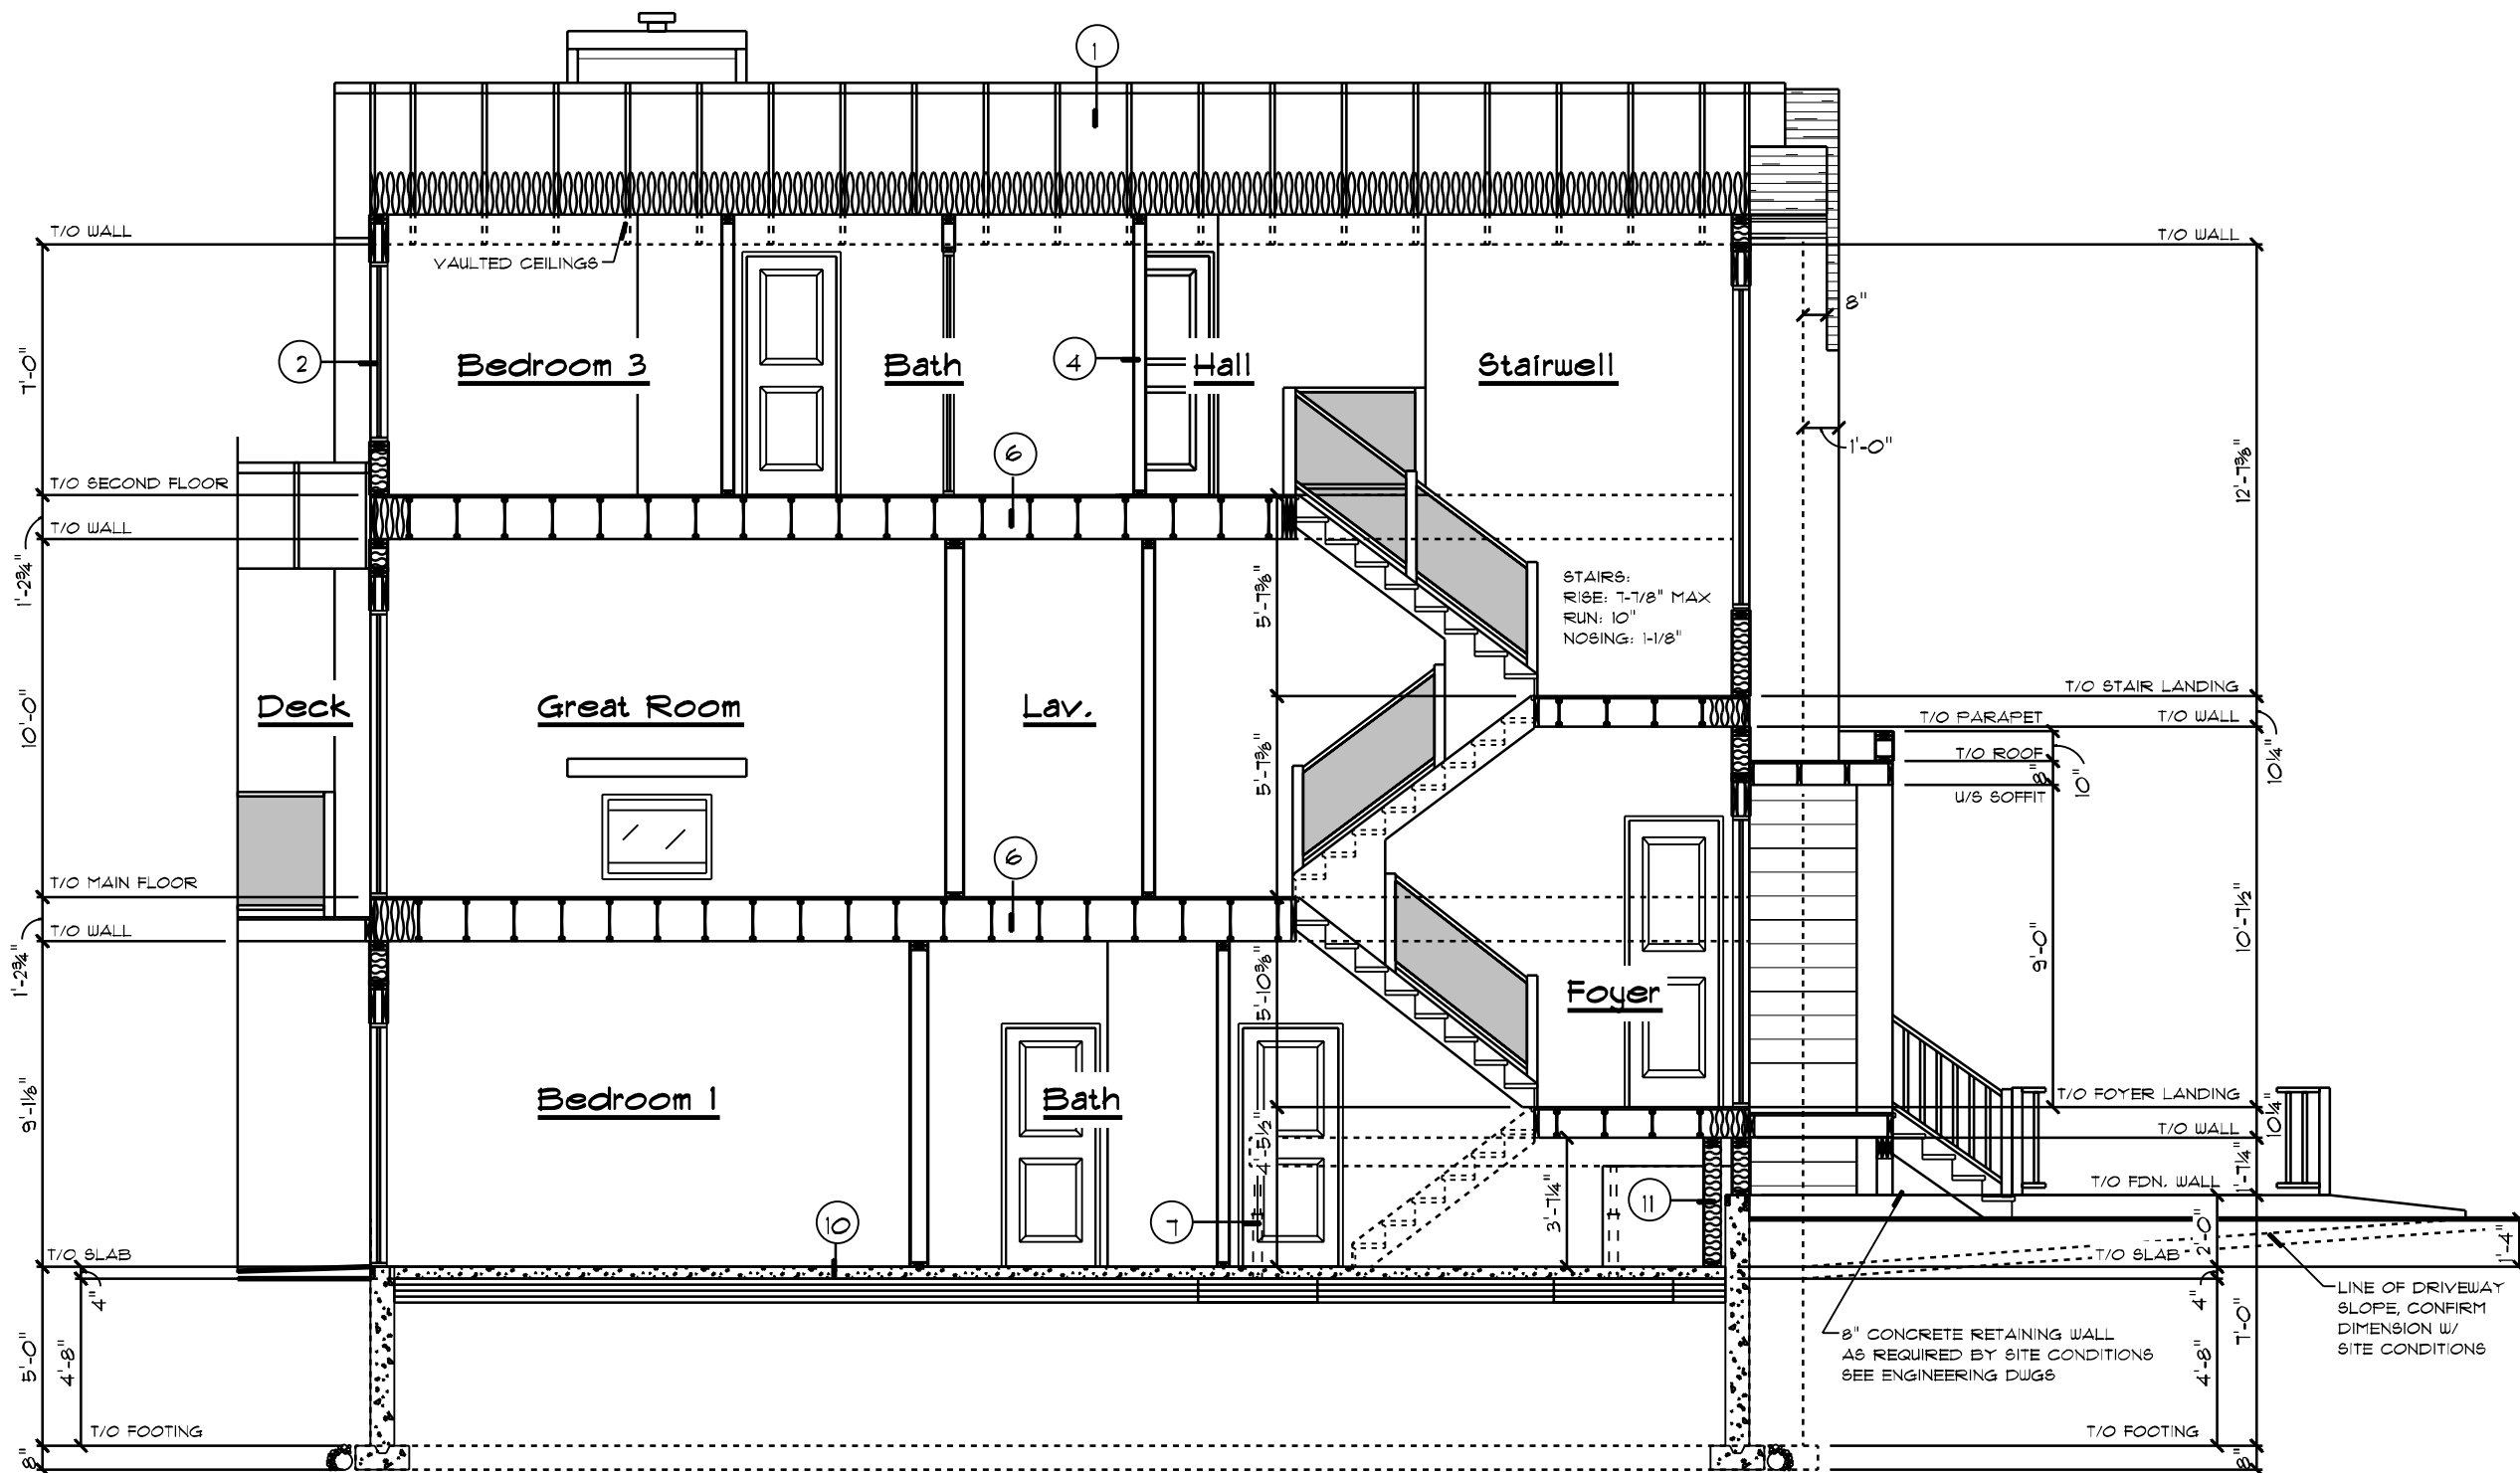 1
T/O WALL
VAULTED CEILINGS
T/O WALL
8"
7'-0"
2
Bedroom 3
Bath
4
Hall
Stairwell
1'-0"
6
12'-7⅜"
T/O SECOND FLOOR
T/O WALL
1'-2¾"
5'-7⅜"
STAIRS:
RISE: 7-7/8" MAX
RUN: 10"
NOSING: 1-1/8"
T/O STAIR LANDING
10'-0"
Deck
Great Room
Lav.
T/O PARAPET
T/O WALL
5'-7⅜"
T/O ROOF
8"
10"
10¼"
U/S SOFFIT
6
T/O MAIN FLOOR
T/O WALL
1'-2¾"
5'-10⅜"
Foyer
9'-0"
10'-7½"
9'-1⅛"
Bedroom 1
Bath
T/O FOYER LANDING
10¼"
T/O WALL
4'-5½"
1'-7¼"
T/O FDN. WALL
10
7
3'-7¼"
11
2'-0"
T/O SLAB
T/O SLAB
1'-4"
4"
4"
LINE OF DRIVEWAY
SLOPE, CONFIRM
DIMENSION W/
SITE CONDITIONS
8" CONCRETE RETAINING WALL
AS REQUIRED BY SITE CONDITIONS
SEE ENGINEERING DWGS
5'-0"
4'-8"
4'-8"
7'-0"
T/O FOOTING
T/O FOOTING
8"
8"